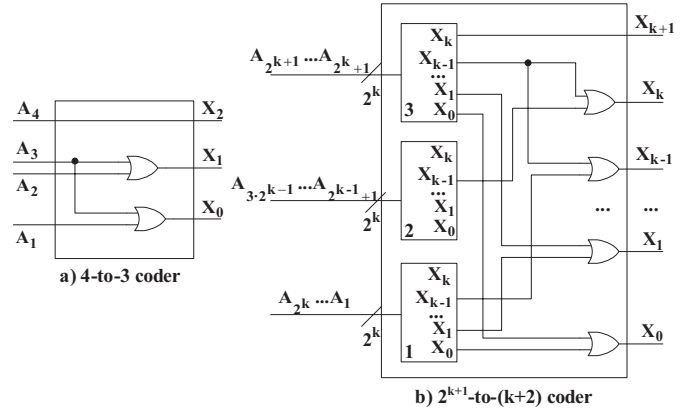 A₄ X₂
A₃ X₁
A₂
X₀
A₁
a) 4-to-3 coder
A₂ᵏ⁺¹ ...A₂ᵏ₊₁
2ᵏ
Xₖ
Xₖ₋₁
...
X₁
X₀
3
A₃·₂ᵏ⁻¹ ...A₂ᵏ⁻¹₊₁
2ᵏ
Xₖ
Xₖ₋₁
...
X₁
X₀
2
A₂ᵏ ...A₁
2ᵏ
Xₖ
Xₖ₋₁
...
X₁
X₀
1
Xₖ₊₁
Xₖ
Xₖ₋₁
... ...
X₁
X₀
b) 2ᵏ⁺¹-to-(k+2) coder